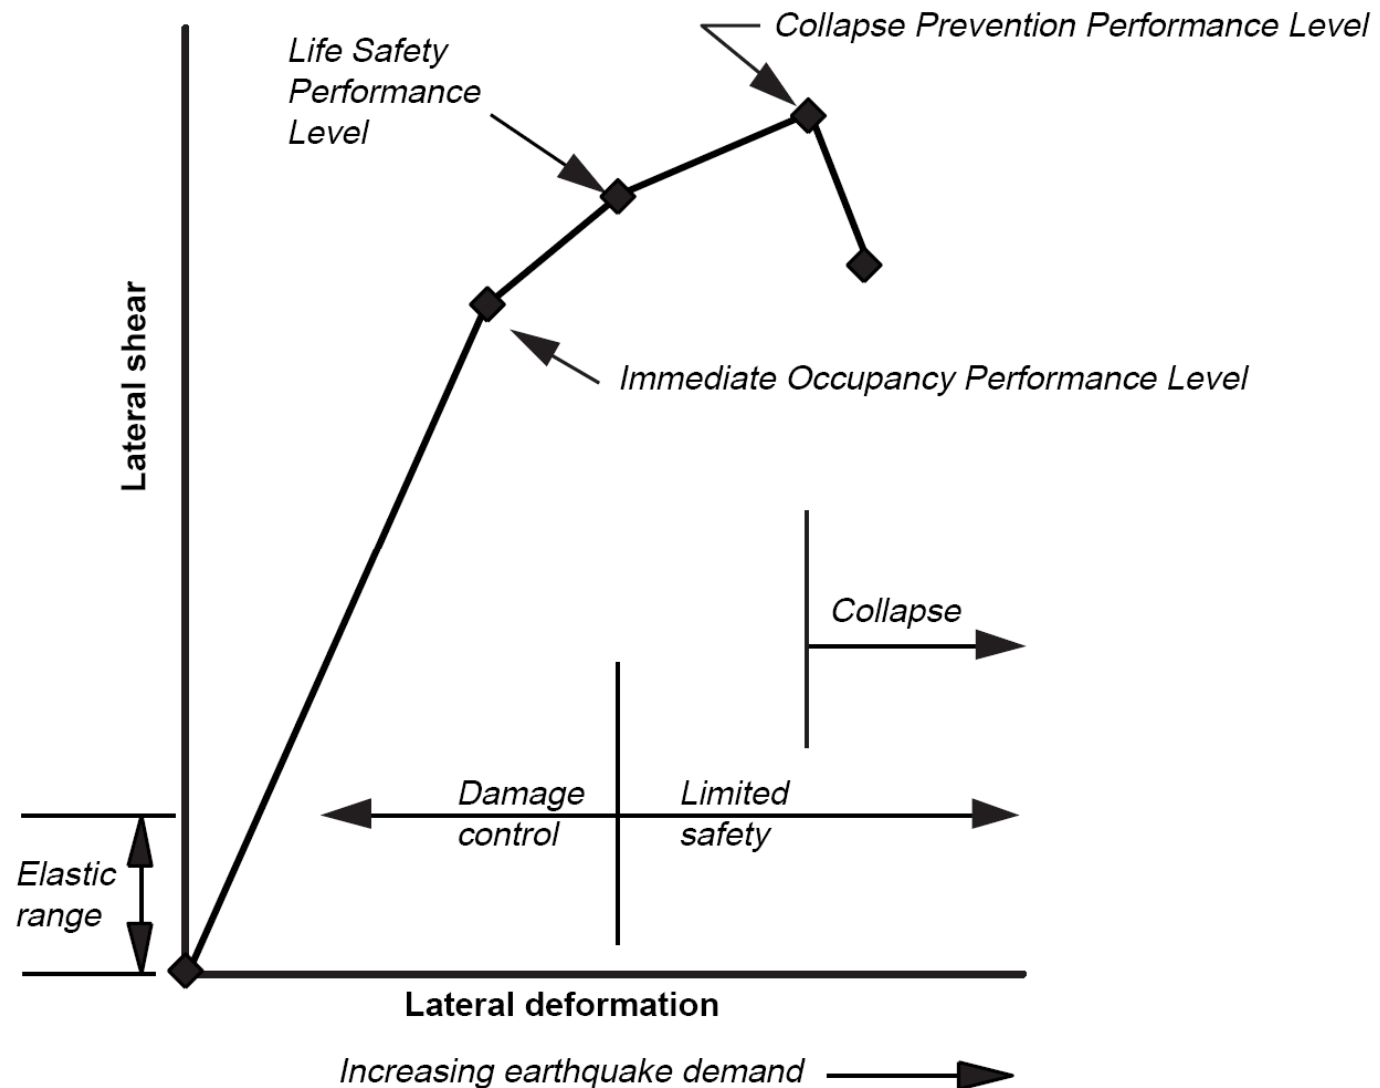 Collapse Prevention Performance Level
Life Safety
Performance
Level
Immediate Occupancy Performance Level
Lateral shear
Collapse
Damage
control
Limited
safety
Elastic
range
Lateral deformation
Increasing earthquake demand